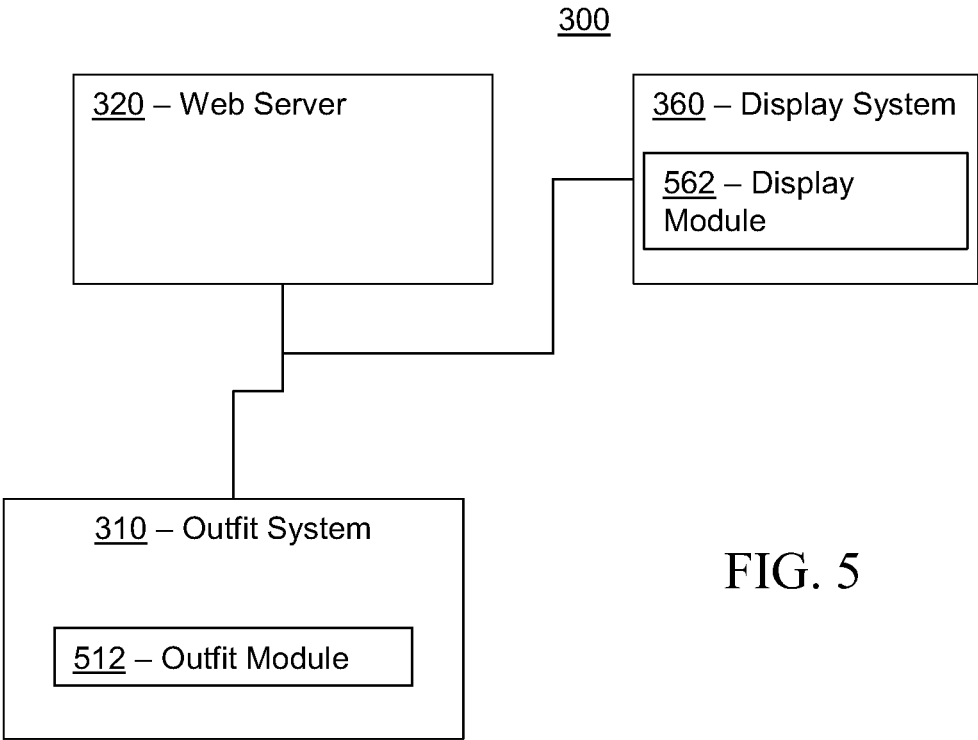 300
320 – Web Server
360 – Display System
562 – Display
Module
310 – Outfit System
512 – Outfit Module
FIG. 5